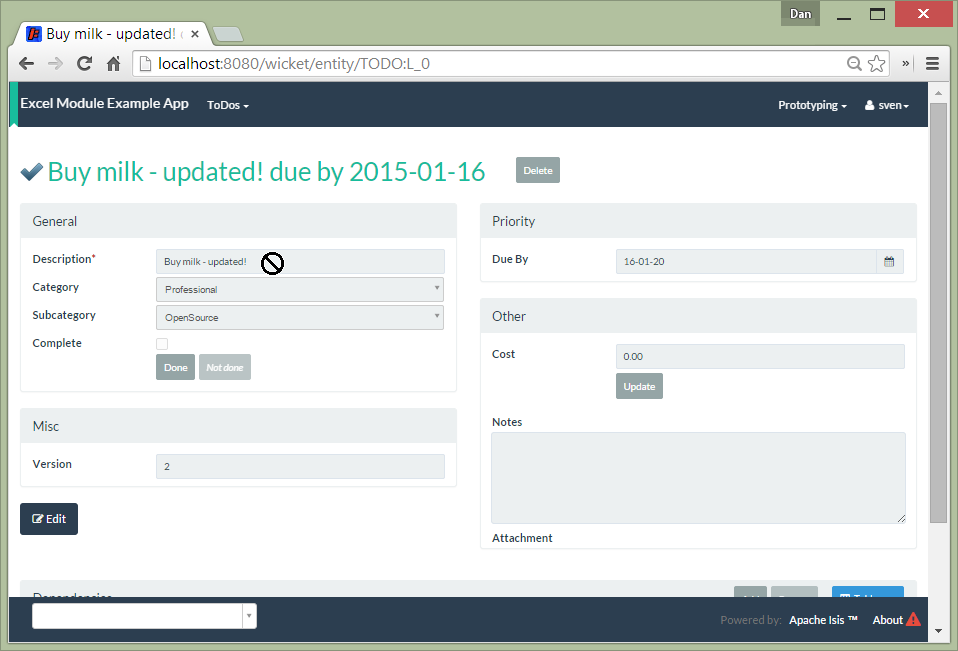 Dan
Buy milk - updated!
localhost:8080/wicket/entity/TODO:L_0
Excel Module Example App ToDos Prototyping sven
Buy milk - updated! due by 2015-01-16 Delete
General
Description* Buy milk - updated!
Category Professional
Subcategory OpenSource
Complete
Done Not done
Misc
Version 2
Edit
Priority
Due By 16-01-20
Other
Cost 0.00
Update
Notes
Attachment
Dependencies
Powered by: Apache Isis ™ About